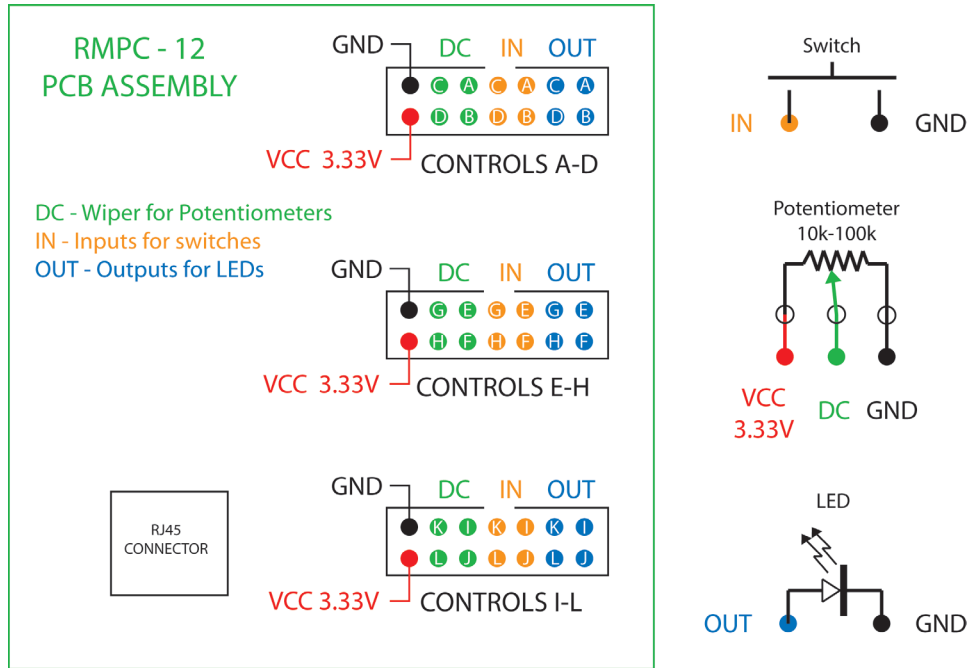 RMPC - 12
PCB ASSEMBLY
GND DC IN OUT
C A C A C A
D B D B D B
VCC 3.33V
CONTROLS A-D
DC - Wiper for Potentiometers
IN - Inputs for switches
OUT - Outputs for LEDs
GND DC IN OUT
G E G E G E
H F H F H F
VCC 3.33V
CONTROLS E-H
GND DC IN OUT
K I K I K I
L J L J L J
VCC 3.33V
CONTROLS I-L
RJ45
CONNECTOR
Switch
IN GND
Potentiometer
10k-100k
VCC
3.33V
DC GND
LED
OUT GND